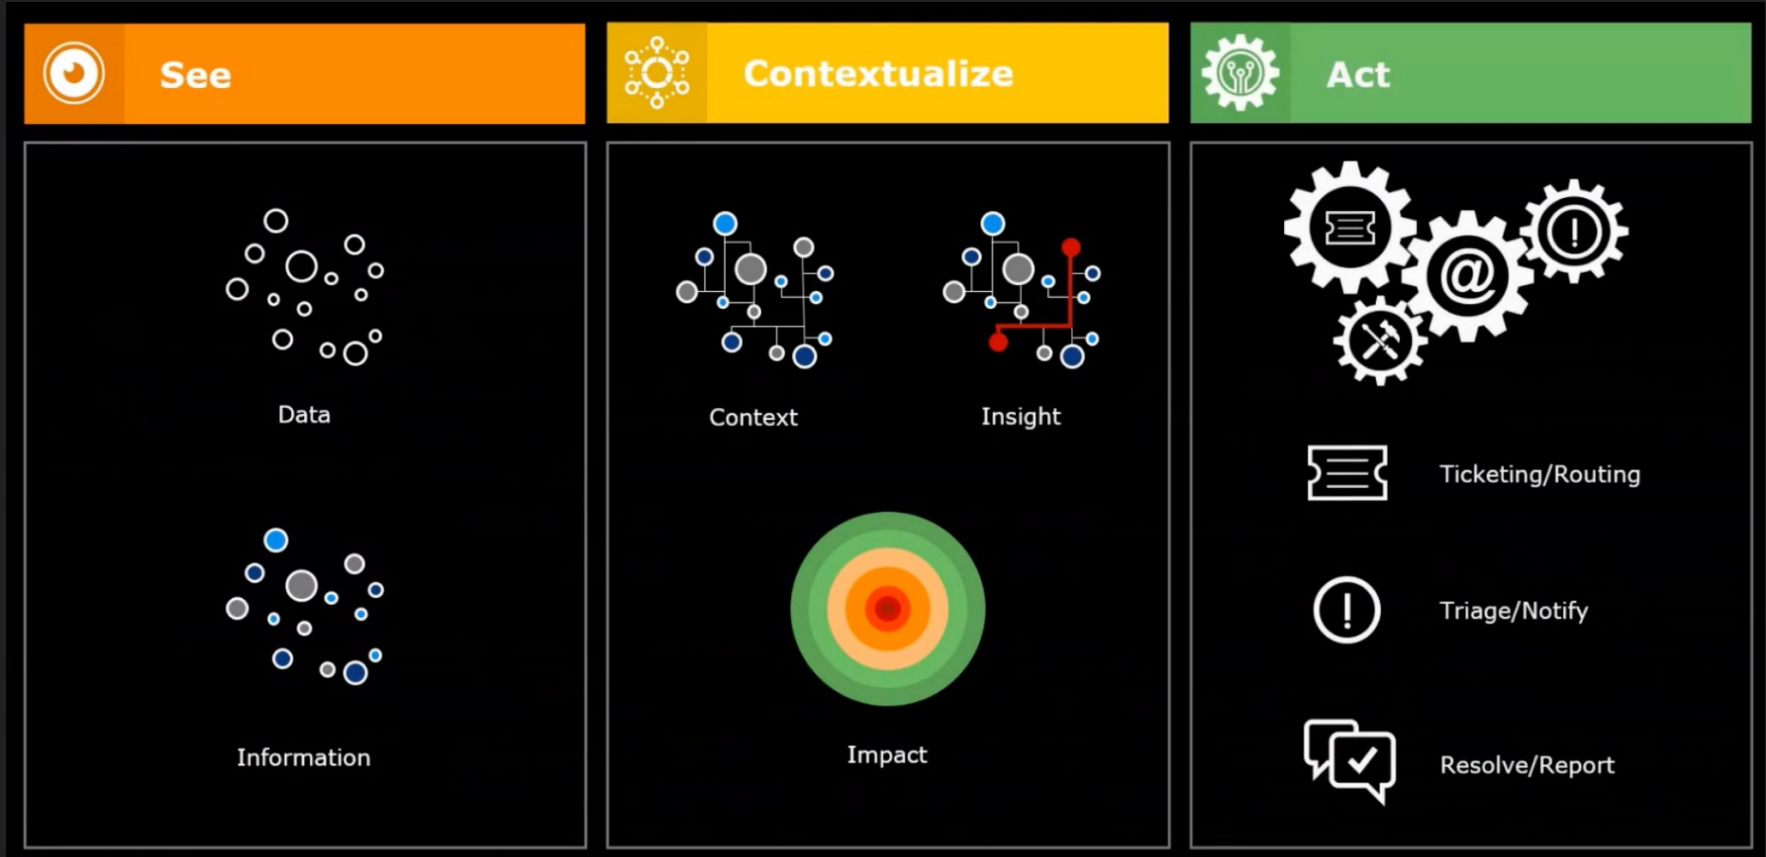 See
Contextualize
Act
Data
Information
Context
Insight
Impact
@
Ticketing/Routing
Triage/Notify
Resolve/Report